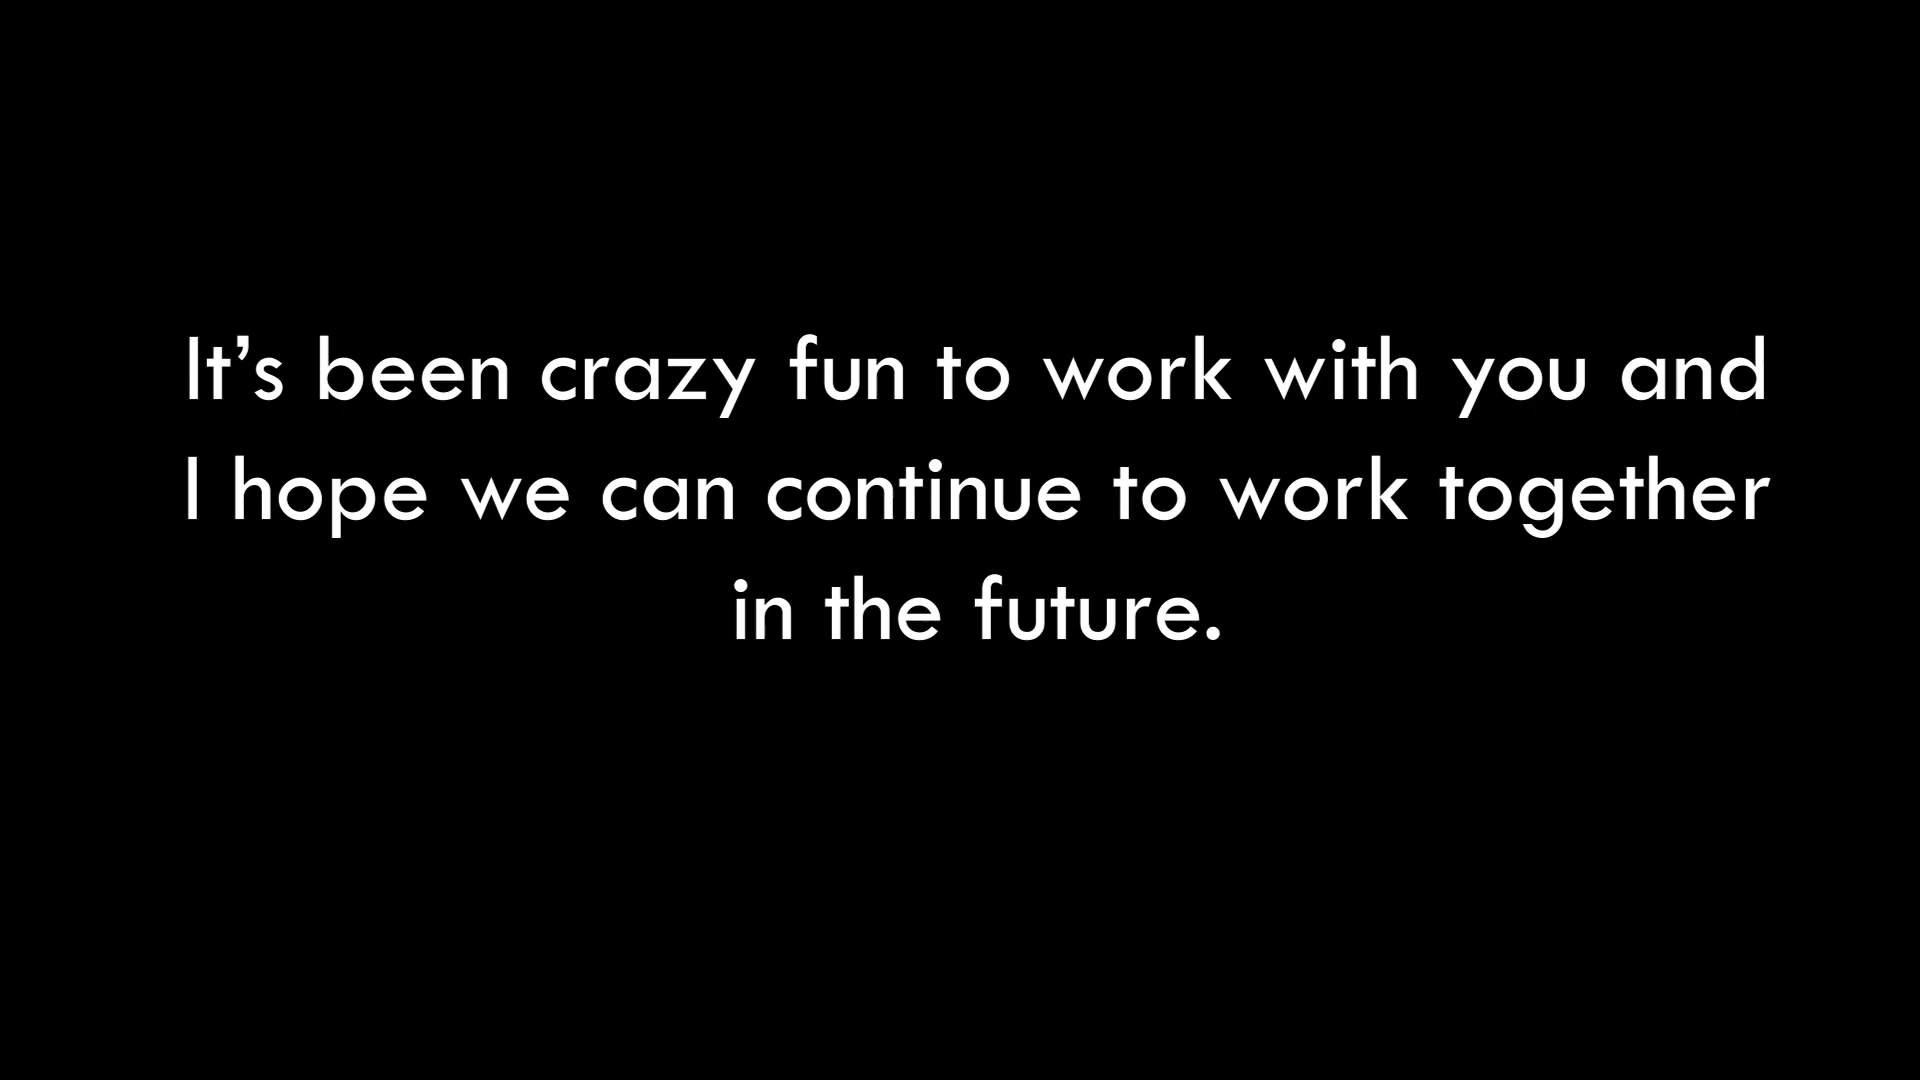 It’s been crazy fun to work with you and
I hope we can continue to work together
in the future.